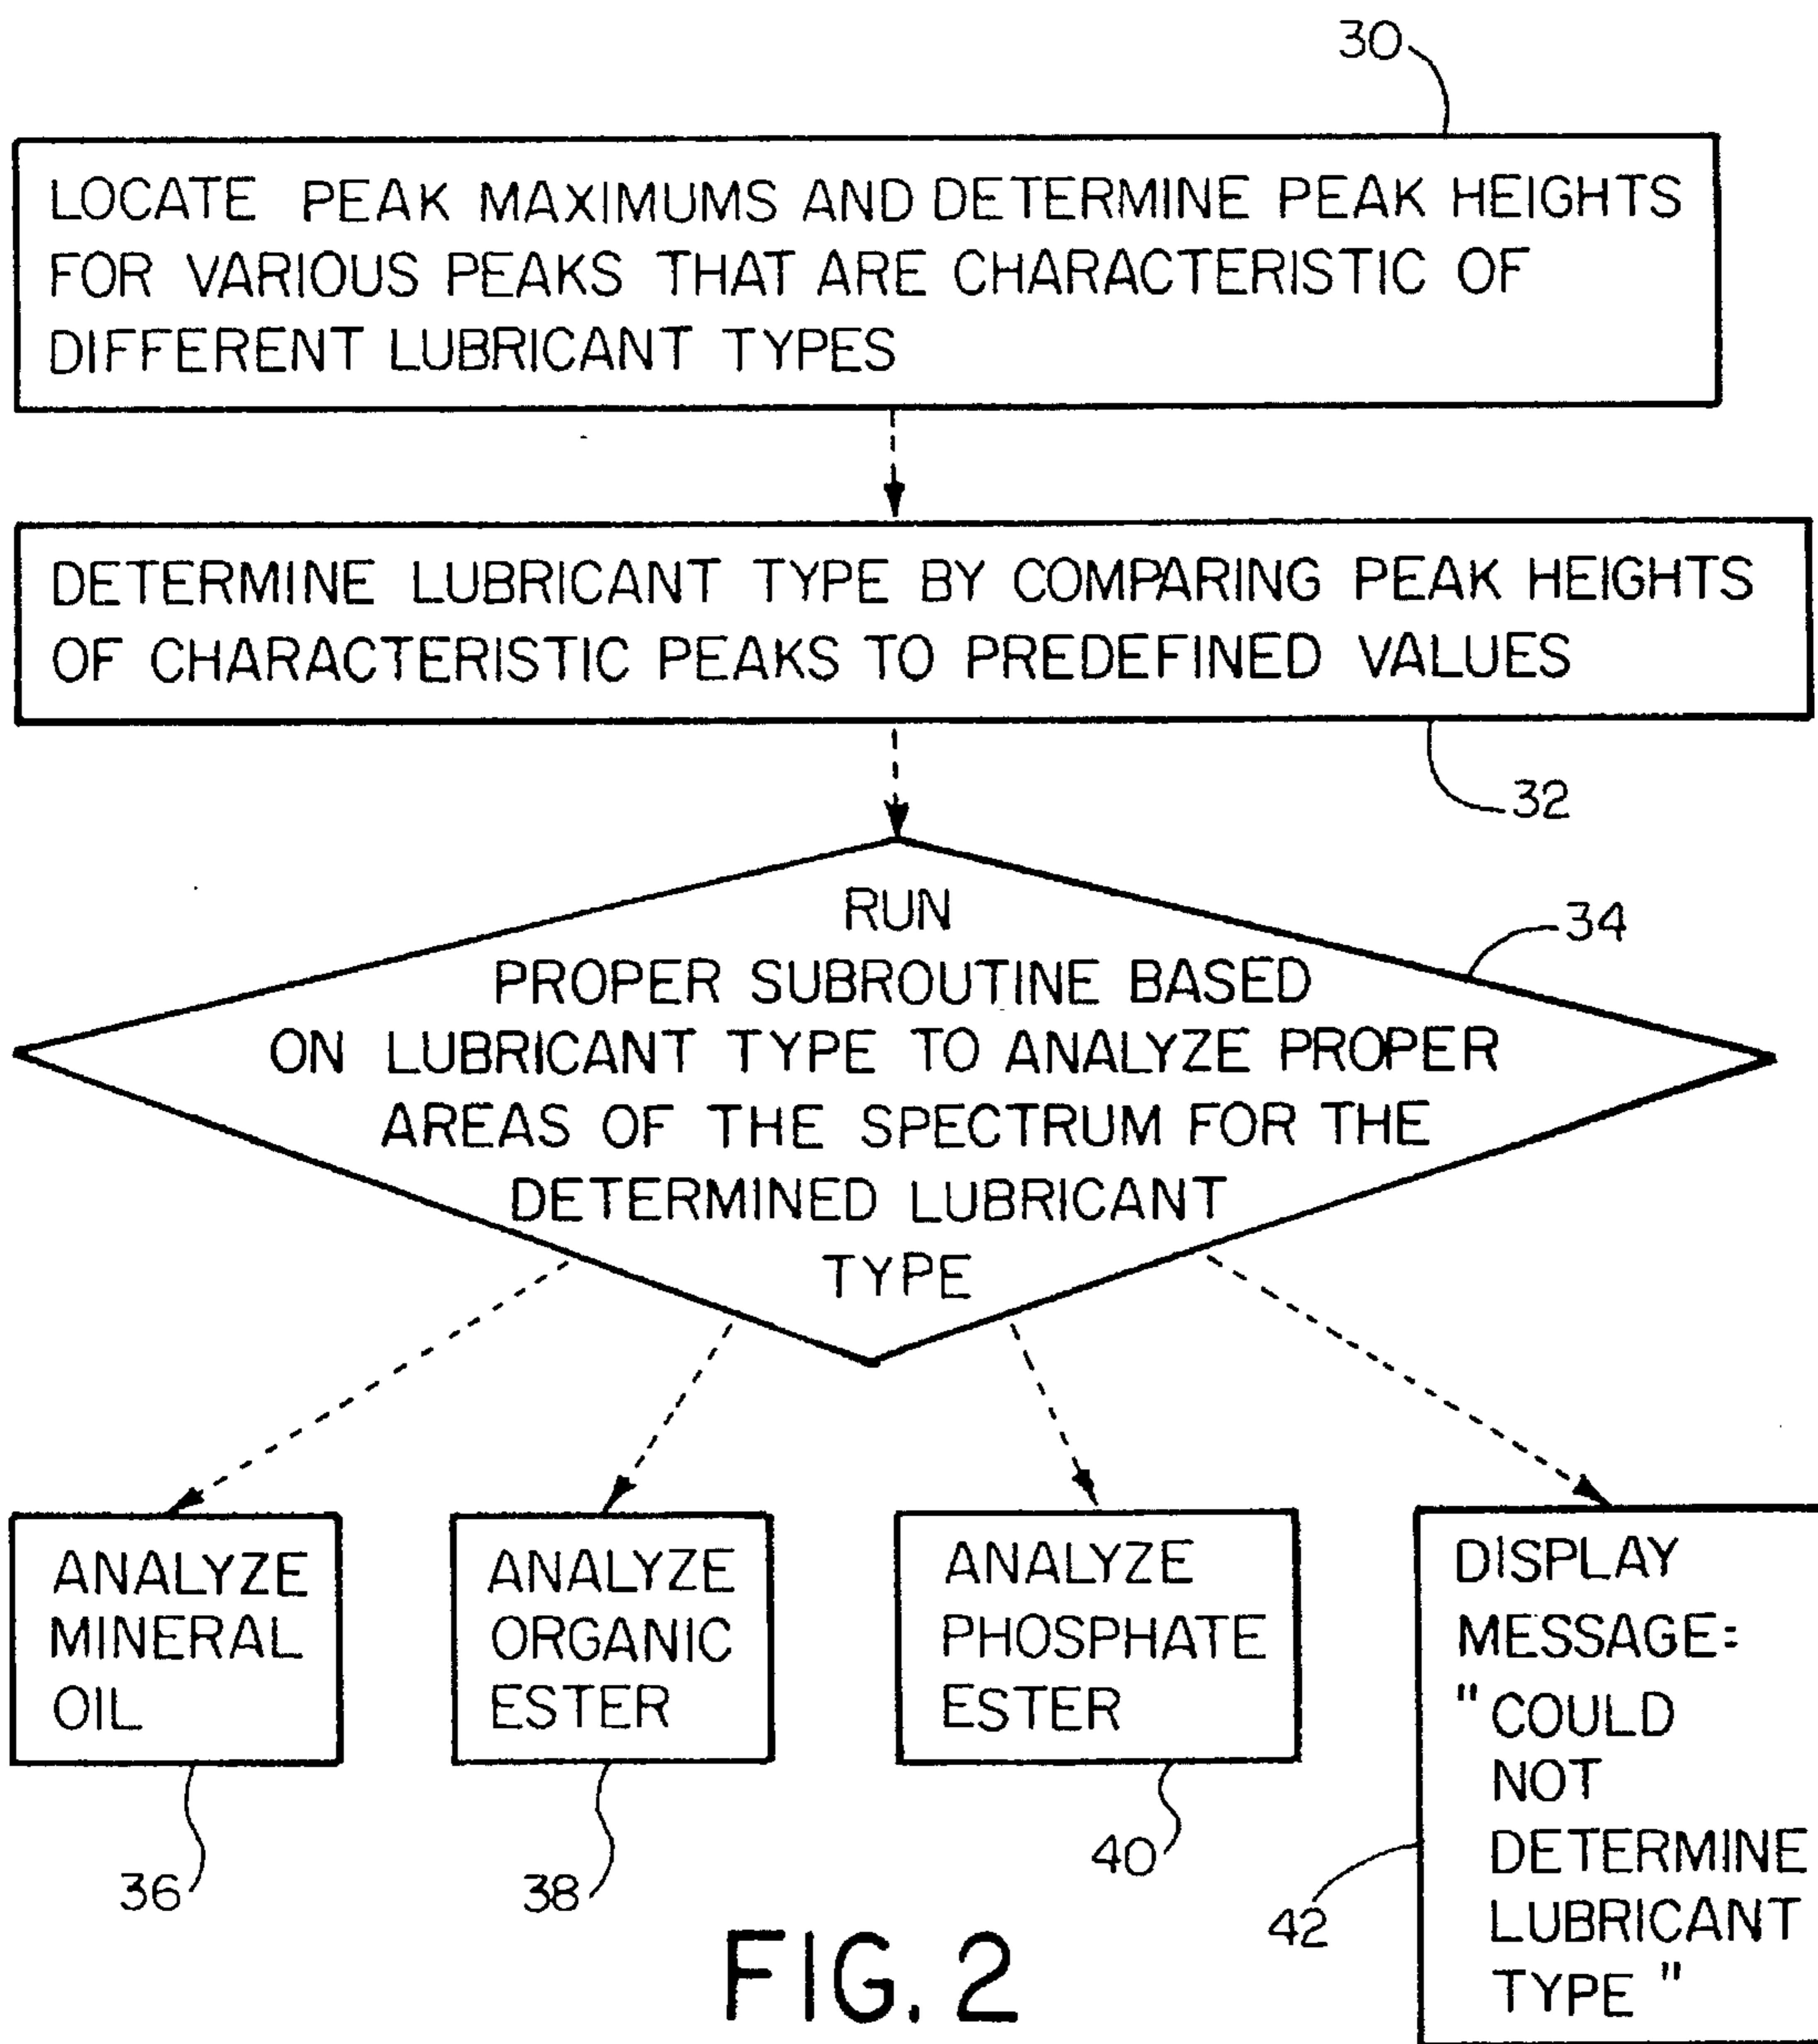 30
LOCATE PEAK MAXIMUMS AND DETERMINE PEAK HEIGHTS
FOR VARIOUS PEAKS THAT ARE CHARACTERISTIC OF
DIFFERENT LUBRICANT TYPES
DETERMINE LUBRICANT TYPE BY COMPARING PEAK HEIGHTS
OF CHARACTERISTIC PEAKS TO PREDEFINED VALUES
32
RUN
PROPER SUBROUTINE BASED
ON LUBRICANT TYPE TO ANALYZE PROPER
AREAS OF THE SPECTRUM FOR THE
DETERMINED LUBRICANT
TYPE
34
ANALYZE
MINERAL
OIL
36
ANALYZE
ORGANIC
ESTER
38
ANALYZE
PHOSPHATE
ESTER
40
DISPLAY
MESSAGE:
"COULD
NOT
DETERMINE
LUBRICANT
TYPE"
42
FIG. 2